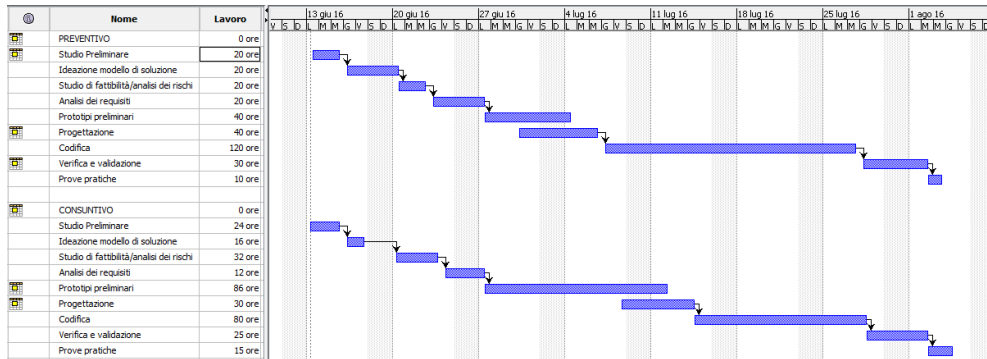 Nome Lavoro 13 giu 16 20 giu 16 27 giu 16 4 lug 16 11 lug 16 18 lug 16 25 lug 16 1 ago 16
V S D L M M G V S D L M M G V S D L M M G V S D L M M G V S D L M M G V S D L M M G V S D L M M G V S D L M M G V S D
PREVENTIVO 0 ore
Studio Preliminare 20 ore
Ideazione modello di soluzione 20 ore
Studio di fattibilità/analisi dei rischi 20 ore
Analisi dei requisiti 20 ore
Prototipi preliminari 40 ore
Progettazione 40 ore
Codifica 120 ore
Verifica e validazione 30 ore
Prove pratiche 10 ore
CONSUNTIVO 0 ore
Studio Preliminare 24 ore
Ideazione modello di soluzione 16 ore
Studio di fattibilità/analisi dei rischi 32 ore
Analisi dei requisiti 12 ore
Prototipi preliminari 86 ore
Progettazione 30 ore
Codifica 80 ore
Verifica e validazione 25 ore
Prove pratiche 15 ore